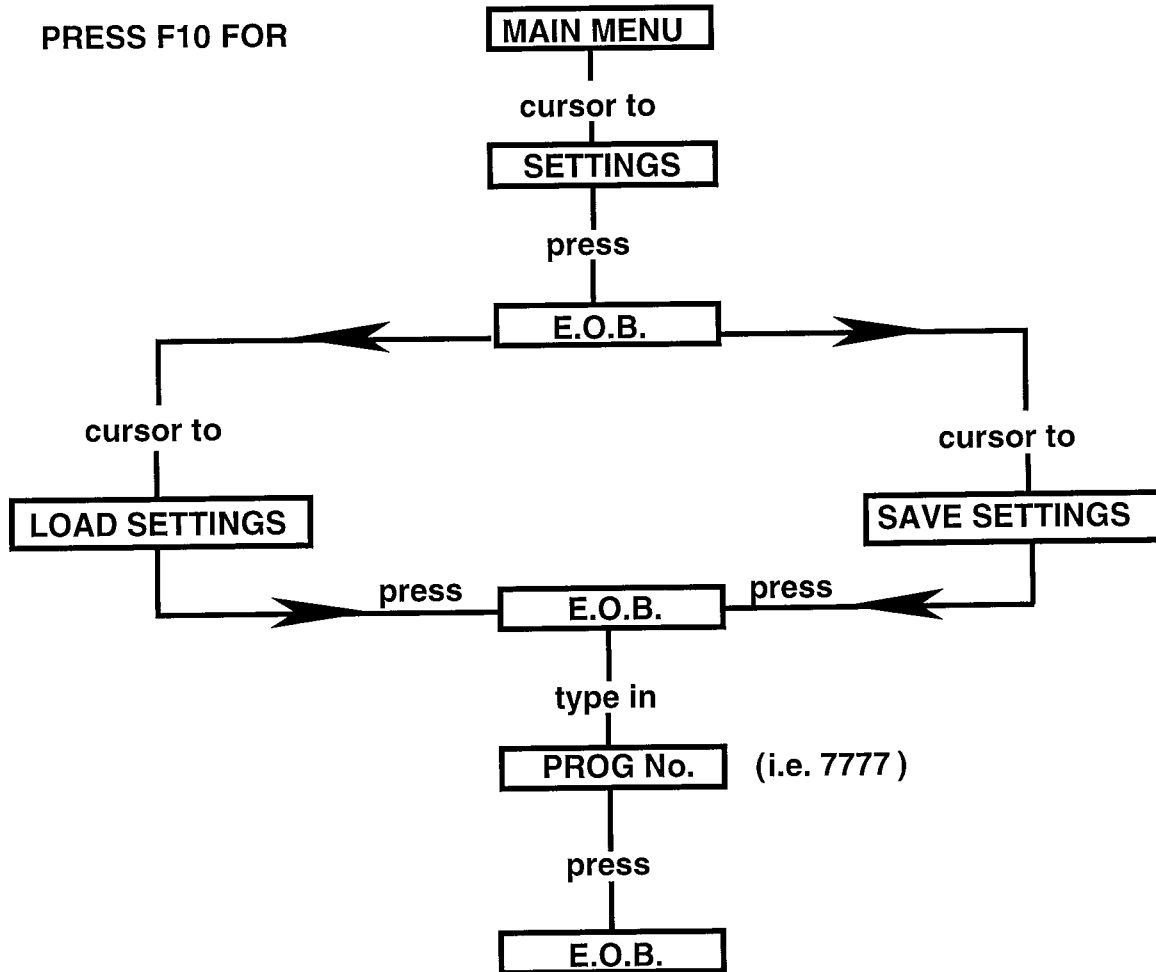 PRESS F10 FOR
MAIN MENU
cursor to
SETTINGS
press
E.O.B.
cursor to
cursor to
LOAD SETTINGS
SAVE SETTINGS
press
E.O.B.
press
type in
PROG No.
(i.e. 7777 )
press
E.O.B.